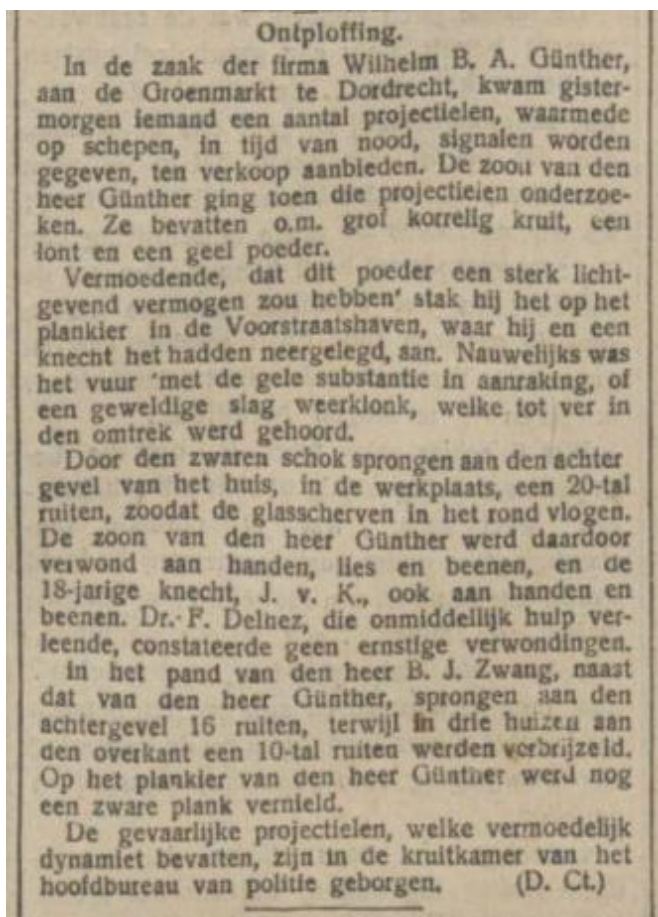 Ontploffing.
In de zaak der firma Wilhelm B. A. Günther,
aan de Groenmarkt te Dordrecht, kwam gister-
morgen iemand een aantal projectielen, waarmede
op schepen, in tijd van nood, signalen worden
gegeven, ten verkoop aanbieden. De zoon van den
heer Günther ging toen die projectielen onderzoe-
ken. Ze bevatten o.m. grof korrelig kruit, een
lont en een geel poeder.
Vermoedende, dat dit poeder een sterk licht-
gevend vermogen zou hebben' stak hij het op het
plankier in de Voorstraatshaven, waar hij en een
knecht het hadden neergelegd, aan. Nauwelijks was
het vuur 'met de gele substantie in aanraking, of
een geweldige slag weerklonk, welke tot ver in
den omtrek werd gehoord.
Door den zwaren schok sprongen aan den achter
gevel van het huis, in de werkplaats, een 20-tal
ruiten, zoodat de glasscherven in het rond vlogen.
De zoon van den heer Günther werd daardoor
verwond aan handen, lies en beenen, en de
18-jarige knecht, J. v. K., ook aan handen en
beenen. Dr. F. Delhez, die onmiddellijk hulp ver-
leende, constateerde geen ernstige verwondingen.
In het pand van den heer B. J. Zwang, naast
dat van den heer Günther, sprongen aan den
achtergevel 16 ruiten, terwijl in drie huizen aan
den overkant een 10-tal ruiten werden verbrijzeld.
Op het plankier van den heer Günther werd nog
een zware plank vernield.
De gevaarlijke projectielen, welke vermoedelijk
dynamiet bevatten, zijn in de kruitkamer van het
hoofdbureau van politie geborgen. (D. Ct.)